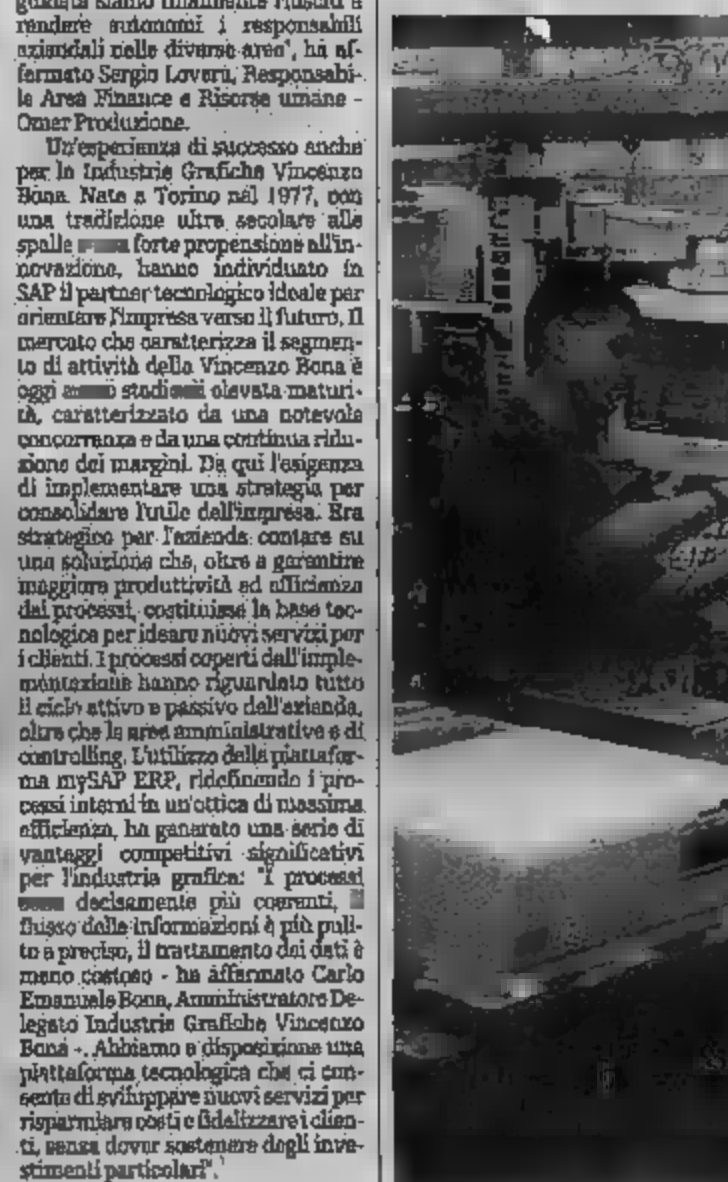 rendere autonomi i responsabili
aziendali nelle diverse aree", ha af-
fermato Sergio Loveri, Responsabi-
le Area Finance e Risorse umane -
Omer Produzione.
Un'esperienza di successo anche
per le Industrie Grafiche Vincenzo
Bona. Nate a Torino nel 1977, con
una tradizione ultra secolare alle
spalle forte propensione all'in-
novazione, hanno individuato in
SAP il partner tecnologico ideale per
orientare l'impresa verso il futuro. Il
mercato che caratterizza il segmen-
to di attività della Vincenzo Bona è
oggi stadio elevata maturi-
tà, caratterizzato da una notevole
concorrenza e da una continua ridu-
zione dei margini. Da qui l'esigenza
di implementare una strategia per
consolidare l'utile dell'impresa. Era
strategico per l'azienda contare su
una soluzione che, oltre a garantire
maggiore produttività ed efficienza
dei processi, costituisse la base tec-
nologica per ideare nuovi servizi per
i clienti. I processi coperti dall'imple-
mentazione hanno riguardato tutto
il ciclo attivo e passivo dell'azienda,
oltre che le aree amministrative e di
controlling. L'utilizzo della piattafor-
ma mySAP ERP, ridefinendo i pro-
cessi interni in un'ottica di massima
efficienza, ha generato una serie di
vantaggi competitivi significativi
per l'industria grafica: "I processi
decisamente più coerenti,
flusso delle informazioni è più puli-
to e preciso, il trattamento dei dati è
meno costoso - ha affermato Carlo
Emanuele Bona, Amministratore De-
legato Industrie Grafiche Vincenzo
Bona -. Abbiamo a disposizione una
piattaforma tecnologica che ci con-
sente di sviluppare nuovi servizi per
risparmiare costi e fidelizzare i clien-
ti, senza dover sostenere degli inve-
stimenti particolari".